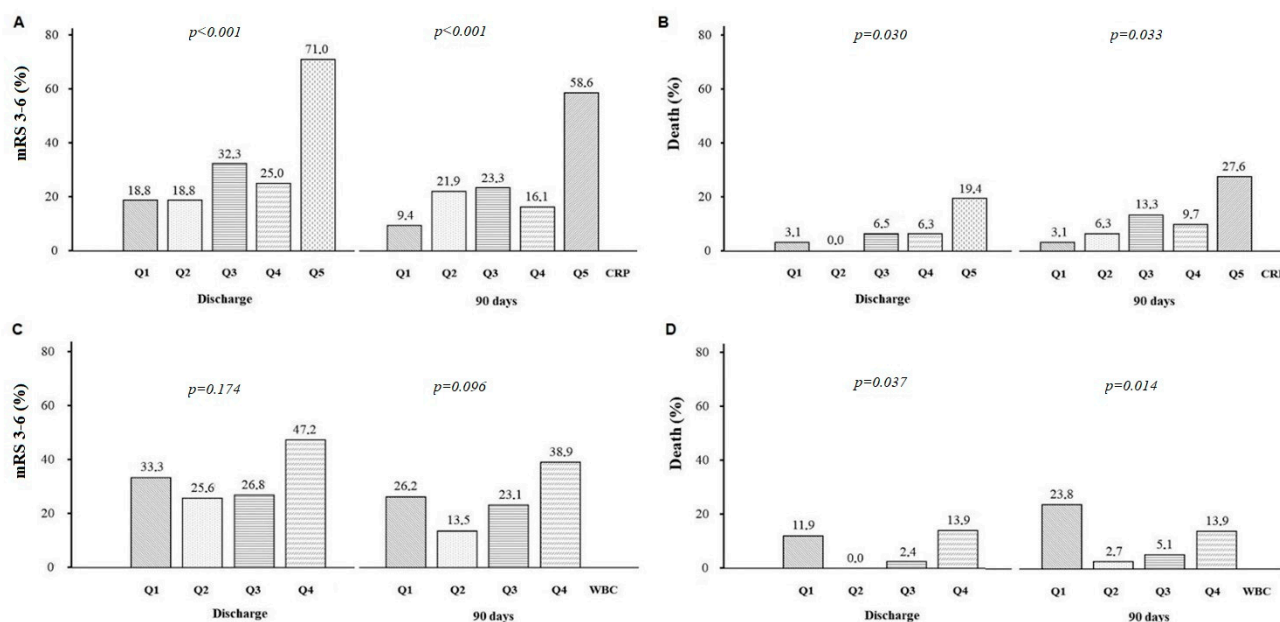 A
p<0.001
p<0.001
mRS 3-6 (%)
80
60
40
20
0
18.8
18.8
32.3
25.0
71.0
9.4
21.9
23.3
16.1
58.6
Q1 Q2 Q3 Q4 Q5 Q1 Q2 Q3 Q4 Q5 CRP
Discharge 90 days
B
p=0.030
p=0.033
Death (%)
80
60
40
20
0
3.1
0.0
6.5
6.3
19.4
3.1
6.3
13.3
9.7
27.6
Q1 Q2 Q3 Q4 Q5 Q1 Q2 Q3 Q4 Q5
Discharge 90 days
C
p=0.174
p=0.096
mRS 3-6 (%)
80
60
40
20
0
33.3
25.6
26.8
47.2
26.2
13.5
23.1
38.9
Q1 Q2 Q3 Q4 Q1 Q2 Q3 Q4 WBC
Discharge 90 days
D
p=0.037
p=0.014
Death (%)
80
60
40
20
0
11.9
0.0
2.4
13.9
23.8
2.7
5.1
13.9
Q1 Q2 Q3 Q4 Q1 Q2 Q3 Q4 WBC
Discharge 90 days